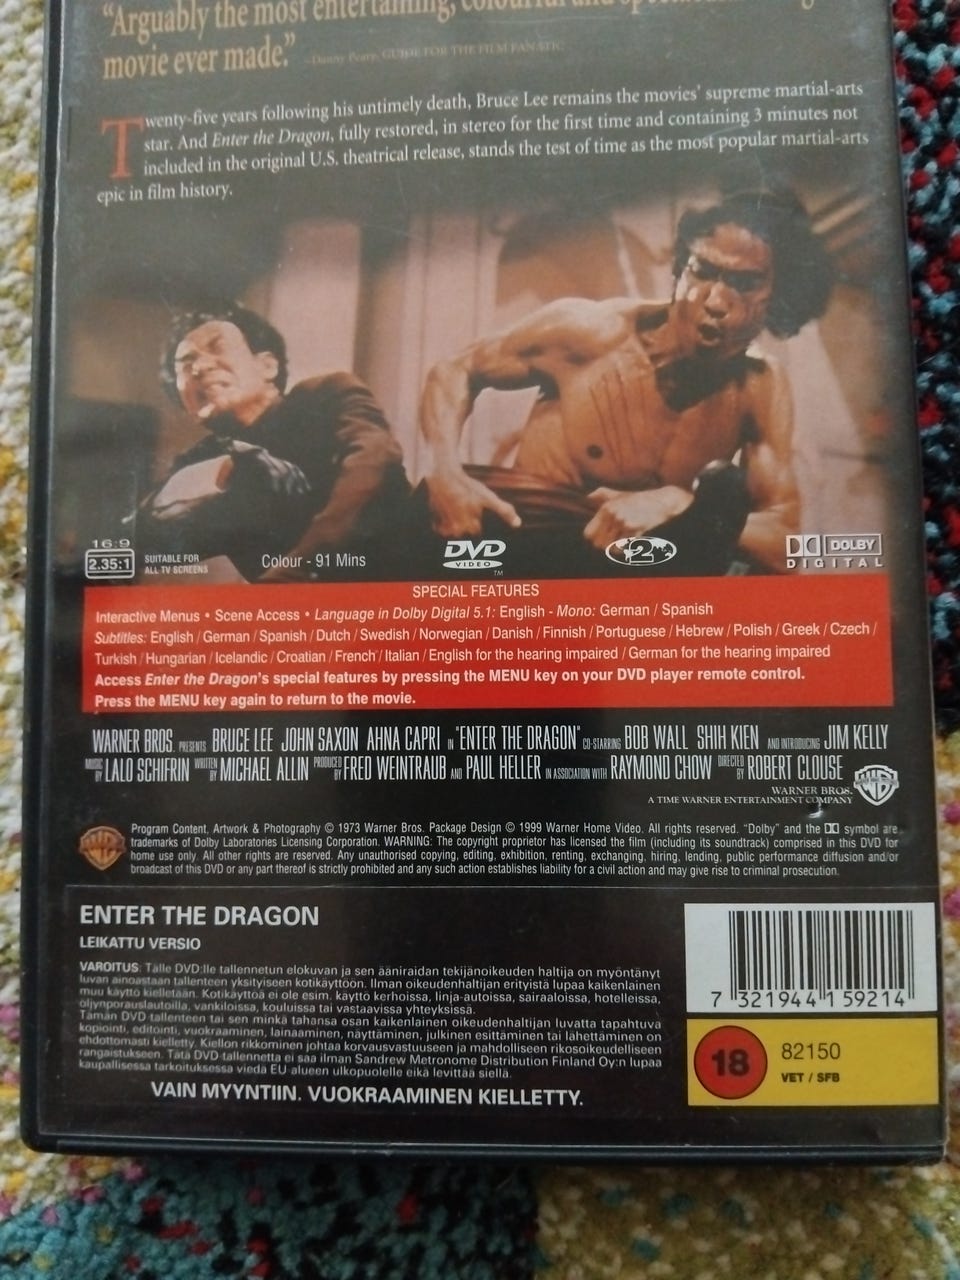 “Arguably the most entertaining, colourful and
movie ever made.” –Danny Peary, GUIDE FOR THE FILM FANATIC
Twenty-five years following his untimely death, Bruce Lee remains the movies' supreme martial-arts
star. And Enter the Dragon, fully restored, in stereo for the first time and containing 3 minutes not
included in the original U.S. theatrical release, stands the test of time as the most popular martial-arts
epic in film history.
16:9
2.35:1
SUITABLE FOR
ALL TV SCREENS
Colour - 91 Mins
DVD
VIDEO
TM
2
DOLBY
DIGITAL
SPECIAL FEATURES
Interactive Menus • Scene Access • Language in Dolby Digital 5.1: English - Mono: German / Spanish
Subtitles: English / German / Spanish / Dutch / Swedish / Norwegian / Danish / Finnish / Portuguese / Hebrew / Polish / Greek / Czech /
Turkish / Hungarian / Icelandic / Croatian / French / Italian / English for the hearing impaired / German for the hearing impaired
Access Enter the Dragon's special features by pressing the MENU key on your DVD player remote control.
Press the MENU key again to return to the movie.
WARNER BROS. PRESENTS BRUCE LEE JOHN SAXON AHNA CAPRI IN "ENTER THE DRAGON" CO-STARRING BOB WALL SHIH KIEN AND INTRODUCING JIM KELLY
MUSIC BY LALO SCHIFRIN WRITTEN BY MICHAEL ALLIN PRODUCED BY FRED WEINTRAUB AND PAUL HELLER IN ASSOCIATION WITH RAYMOND CHOW DIRECTED BY ROBERT CLOUSE
WARNER BROS.
A TIME WARNER ENTERTAINMENT COMPANY
Program Content, Artwork & Photography © 1973 Warner Bros. Package Design © 1999 Warner Home Video. All rights reserved. "Dolby" and the symbol are
trademarks of Dolby Laboratories Licensing Corporation. WARNING: The copyright proprietor has licensed the film (including its soundtrack) comprised in this DVD for
home use only. All other rights are reserved. Any unauthorised copying, editing, exhibition, renting, exchanging, hiring, lending, public performance diffusion and/or
broadcast of this DVD or any part thereof is strictly prohibited and any such action establishes liability for a civil action and may give rise to criminal prosecution.
ENTER THE DRAGON
LEIKATTU VERSIO
VAROITUS: Tälle DVD:lle tallennetun elokuvan ja sen ääniraidan tekijänoikeuden haltija on myöntänyt
luvan ainoastaan tallenteen yksityiseen kotikäyttöön. Ilman oikeudenhaltijan erityistä lupaa kaikenlainen
muu käyttö kielletään. Kotikäyttöä ei ole esim. käyttö kerhoissa, linja-autoissa, sairaaloissa, hotelleissa,
öljynporauslautoilla, vankiloissa, kouluissa tai vastaavissa yhteyksissä.
Tämän DVD-tallenteen tai sen minkä tahansa osan kaikenlainen oikeudenhaltijan luvatta tapahtuva
kopiointi, editointi, vuokraaminen, lainaaminen, näyttäminen, julkinen esittäminen tai lähettäminen on
ehdottomasti kielletty. Kiellon rikkominen johtaa korvausvastuuseen ja mahdolliseen rikosoikeudelliseen
rangaistukseen. Tätä DVD-tallennetta ei saa ilman Sandrew Metronome Distribution Finland Oy:n lupaa
kaupallisessa tarkoituksessa viedä EU-alueen ulkopuolelle eikä levittää siellä.
VAIN MYYNTIIN. VUOKRAAMINEN KIELLETTY.
7 321944 159214
18
82150
VET / SFB